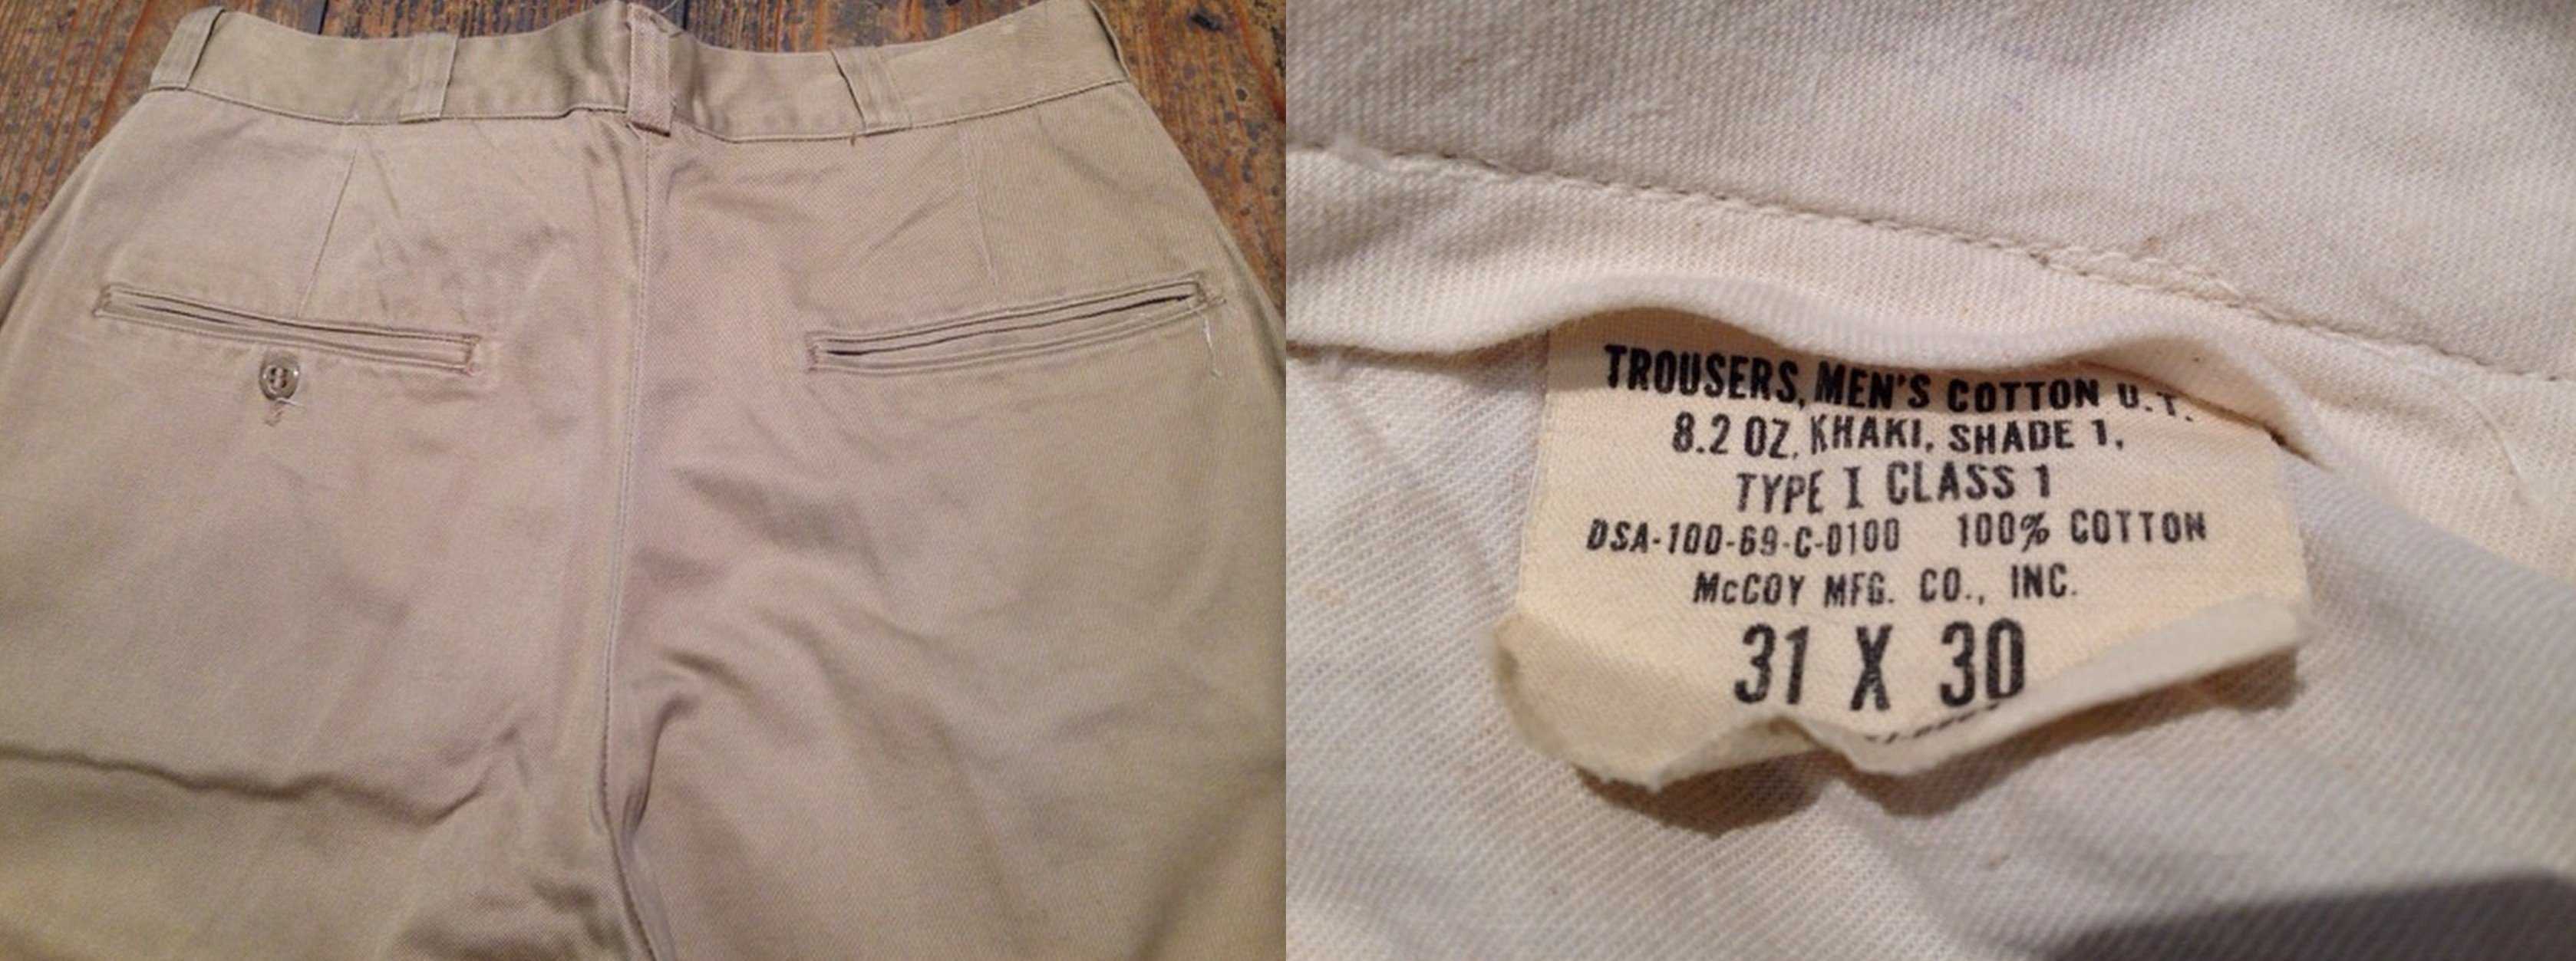 TROUSERS, MEN'S COTTON U.T.
8.2 OZ, KHAKI, SHADE 1,
TYPE I CLASS 1
DSA-100-69-C-0100 100% COTTON
McCOY MFG. CO., INC.
31 X 30